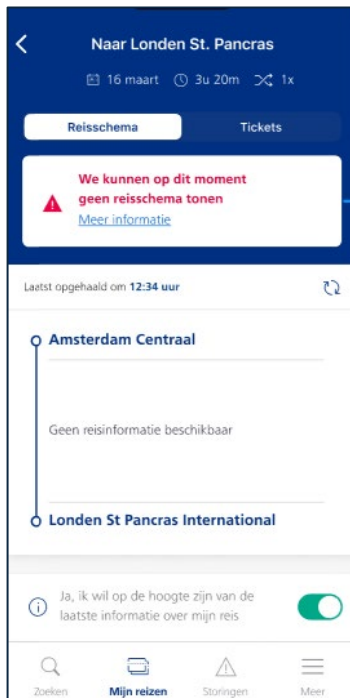 Naar Londen St. Pancras
16 maart 3u 20m 1x
Reisschema Tickets
We kunnen op dit moment
geen reisschema tonen
Meer informatie
Laatst opgehaald om 12:34 uur
Amsterdam Centraal
Geen reisinformatie beschikbaar
Londen St Pancras International
Ja, ik wil op de hoogte zijn van de
laatste informatie over mijn reis
Zoeken Mijn reizen Storingen Meer